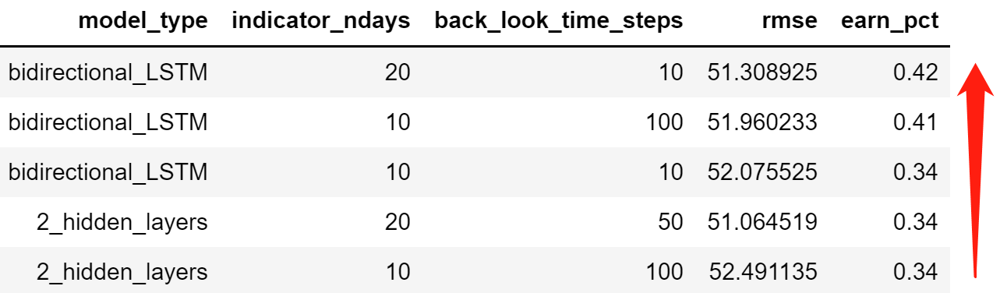 model_type indicator_ndays back_look_time_steps rmse earn_pct
bidirectional_LSTM 20 10 51.308925 0.42
bidirectional_LSTM 10 100 51.960233 0.41
bidirectional_LSTM 10 10 52.075525 0.34
2_hidden_layers 20 50 51.064519 0.34
2_hidden_layers 10 100 52.491135 0.34